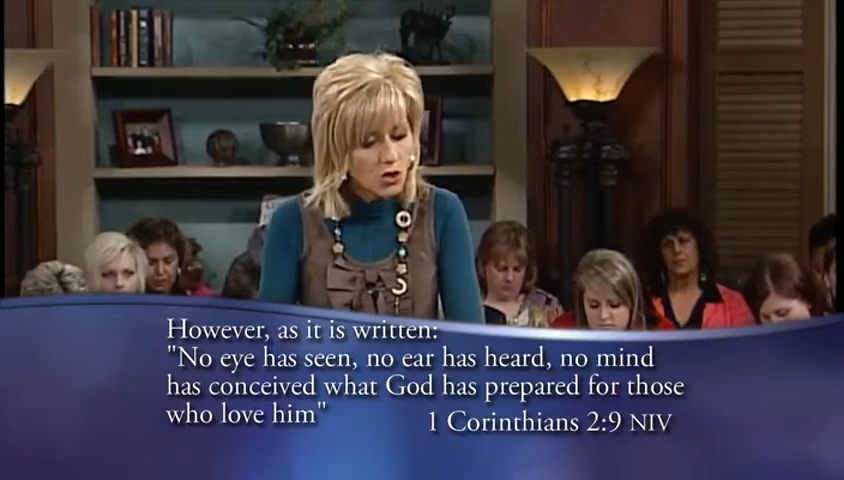 However, as it is written:
"No eye has seen, no ear has heard, no mind
has conceived what God has prepared for those
who love him"
1 Corinthians 2:9 NIV